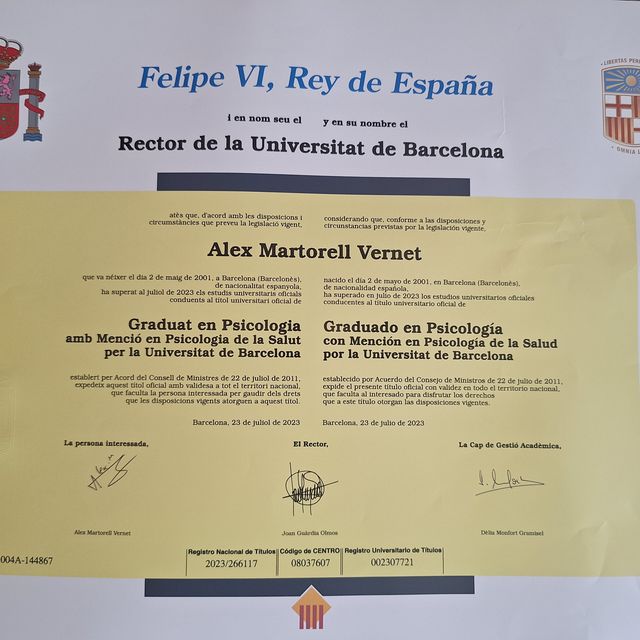 Felipe VI, Rey de España
LIBERTAS PERF
OMNIA L
i en nom seu el y en su nombre el
Rector de la Universitat de Barcelona
atès que, d'acord amb les disposicions i
circumstàncies que preveu la legislació vigent,
considerando que, conforme a las disposiciones y
circunstancias previstas por la legislación vigente,
Alex Martorell Vernet
que va néixer el dia 2 de maig de 2001, a Barcelona (Barcelonès),
de nacionalitat espanyola,
ha superat al juliol de 2023 els estudis universitaris oficials
conduents al títol universitari oficial de
nacido el día 2 de mayo de 2001, en Barcelona (Barcelonès),
de nacionalidad española,
ha superado en julio de 2023 los estudios universitarios oficiales
conducentes al título universitario oficial de
Graduat en Psicologia
amb Menció en Psicologia de la Salut
per la Universitat de Barcelona
Graduado en Psicología
con Mención en Psicología de la Salud
por la Universitat de Barcelona
establert per Acord del Consell de Ministres de 22 de juliol de 2011,
expedeix aquest títol oficial amb validesa a tot el territori nacional,
que faculta la persona interessada per gaudir dels drets
que les disposicions vigents atorguen a aquest títol.
establecido por Acuerdo del Consejo de Ministros de 22 de julio de 2011,
expide el presente título oficial con validez en todo el territorio nacional,
que faculta al interesado para disfrutar los derechos
que a este título otorgan las disposiciones vigentes.
Barcelona, 23 de juliol de 2023
Barcelona, 23 de julio de 2023
La persona interessada,
El Rector,
La Cap de Gestió Acadèmica,
Alex Martorell Vernet
Joan Guàrdia Olmos
Dèlia Monfort Gramisel
004A-144867
Registro Nacional de Títulos Código de CENTRO Registro Universitario de Títulos
2023/266117 08037607 002307721